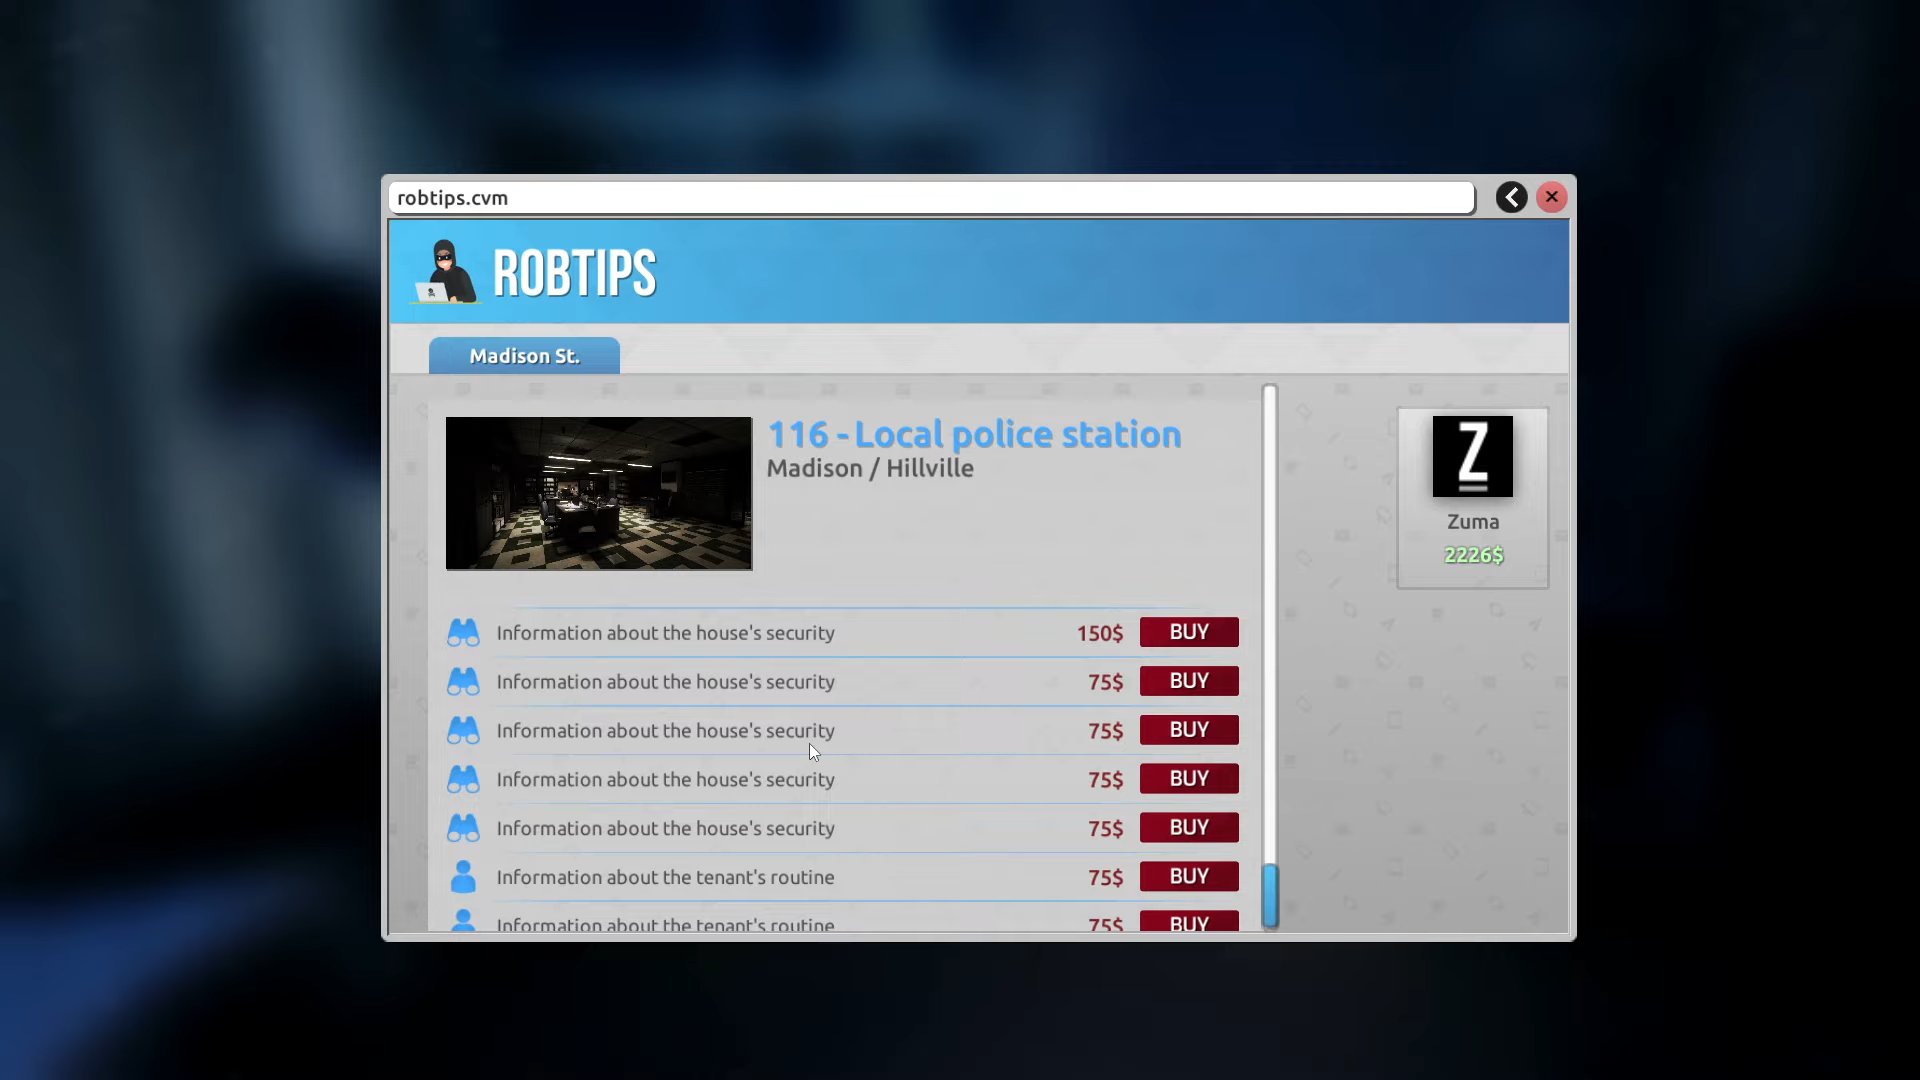 robtips.cvm
ROBTIPS
Madison St.
116 - Local police station
Madison / Hillville
Z
Zuma
2226$
Information about the house's security 150$ BUY
Information about the house's security 75$ BUY
Information about the house's security 75$ BUY
Information about the house's security 75$ BUY
Information about the house's security 75$ BUY
Information about the tenant's routine 75$ BUY
Information about the tenant's routine 75$ BUY